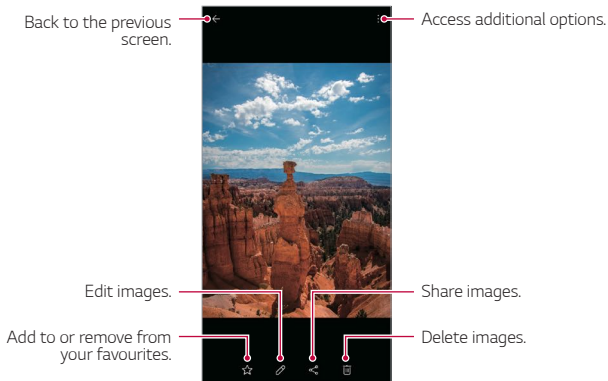 Back to the previous
screen.
Access additional options.
Edit images.
Share images.
Add to or remove from
your favourites.
Delete images.